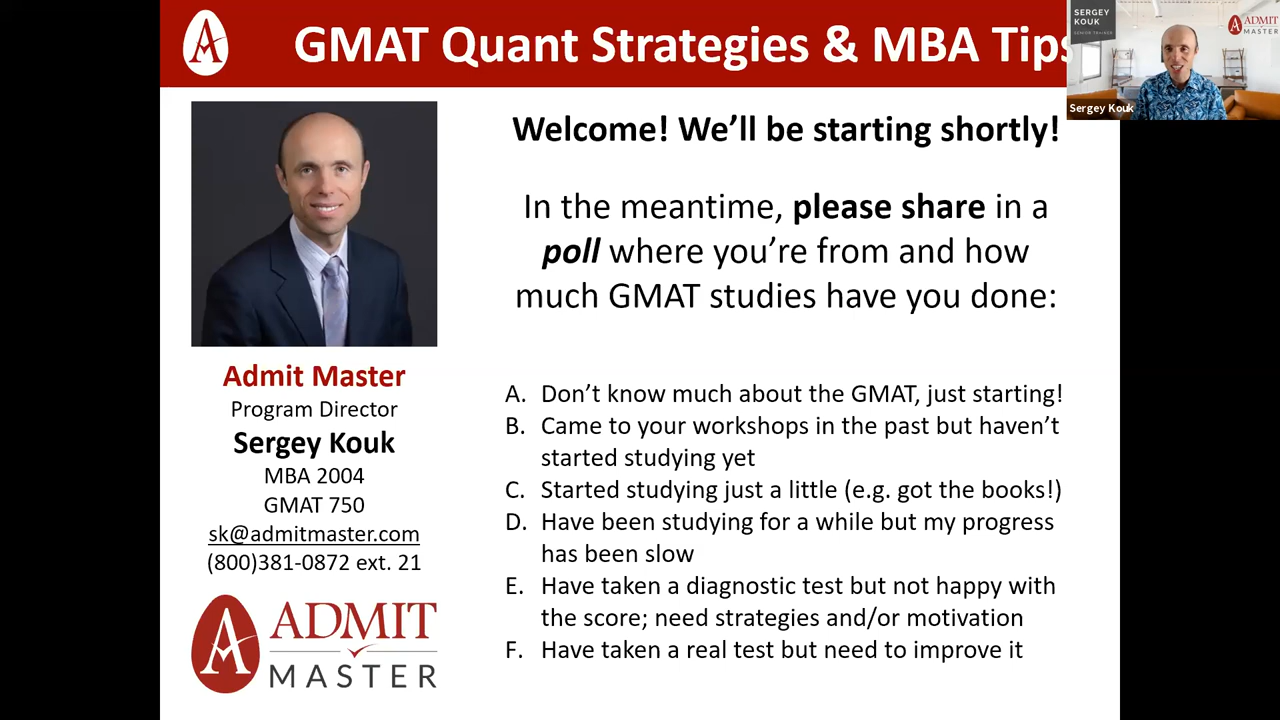 GMAT Quant Strategies & MBA Tips
SERGEY
KOUK
SENIOR TRAINER
ADMIT
MASTER
Sergey Kouk
Welcome! We’ll be starting shortly!
In the meantime, please share in a
poll where you’re from and how
much GMAT studies have you done:
Admit Master
Program Director
Sergey Kouk
MBA 2004
GMAT 750
sk@admitmaster.com
(800)381-0872 ext. 21
ADMIT
MASTER
A. Don’t know much about the GMAT, just starting!
B. Came to your workshops in the past but haven’t
started studying yet
C. Started studying just a little (e.g. got the books!)
D. Have been studying for a while but my progress
has been slow
E. Have taken a diagnostic test but not happy with
the score; need strategies and/or motivation
F. Have taken a real test but need to improve it